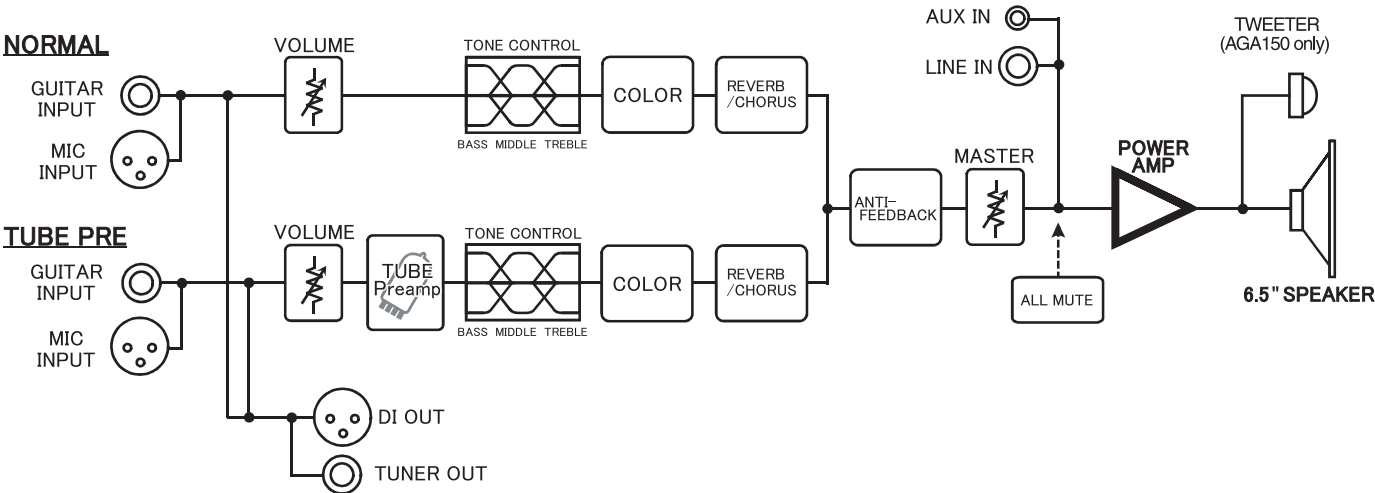 NORMAL
GUITAR
INPUT
MIC
INPUT
VOLUME
TONE CONTROL
BASS MIDDLE TREBLE
COLOR
REVERB
/CHORUS
TUBE PRE
GUITAR
INPUT
MIC
INPUT
VOLUME
TUBE
Preamp
TONE CONTROL
BASS MIDDLE TREBLE
COLOR
REVERB
/CHORUS
DI OUT
TUNER OUT
ANTI-
FEEDBACK
MASTER
AUX IN
LINE IN
ALL MUTE
POWER
AMP
TWEETER
(AGA150 only)
6.5" SPEAKER